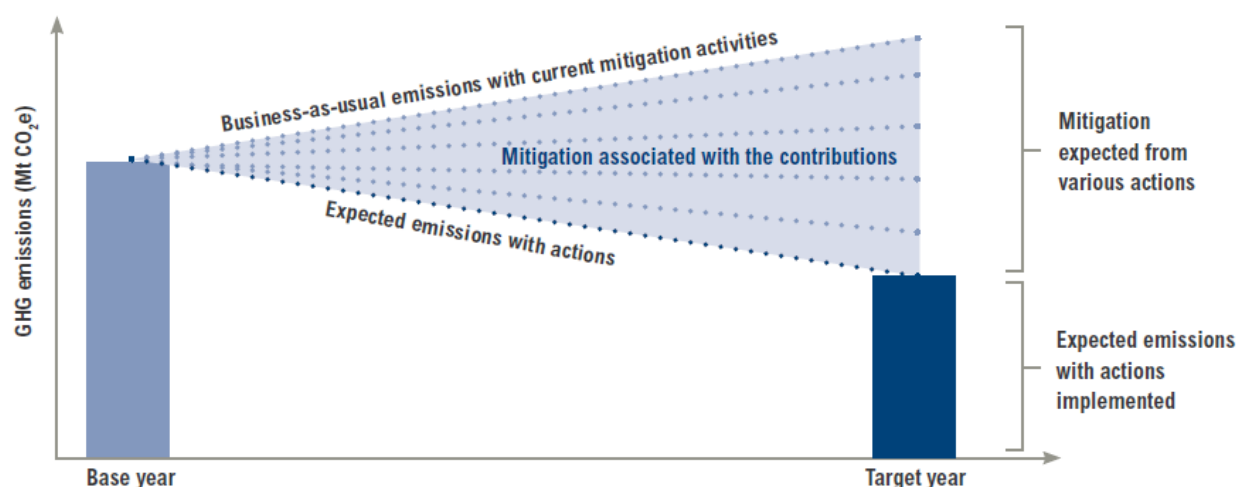 Business-as-usual emissions with current mitigation activities
Mitigation
expected from
various actions
Mitigation associated with the contributions
Expected emissions with actions
GHG emissions (Mt CO₂e)
Expected emissions
with actions
implemented
Base year
Target year